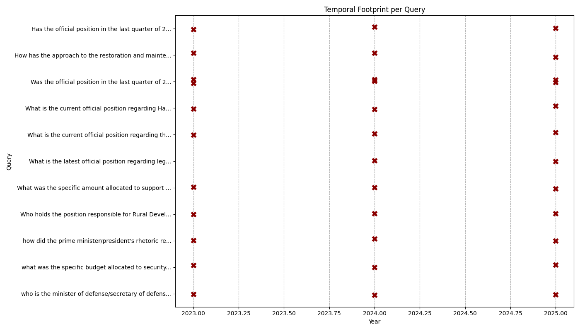 Temporal Footprint per Query
Has the official position in the last quarter of 2...
How has the approach to the restoration and mainte...
Was the official position in the last quarter of 2...
What is the current official position regarding Ha...
What is the current official position regarding th...
What is the latest official position regarding leg...
What was the specific amount allocated to support ...
Who holds the position responsible for Rural Devel...
how did the prime ministenpresident's rhetoric re...
what was the specific budget allocated to security...
who is the minister of defense/secretary of defens...
Query
2023.00 2023.25 2023.50 2023.75 2024.00 2024.25 2024.50 2024.75 2025.00
Year